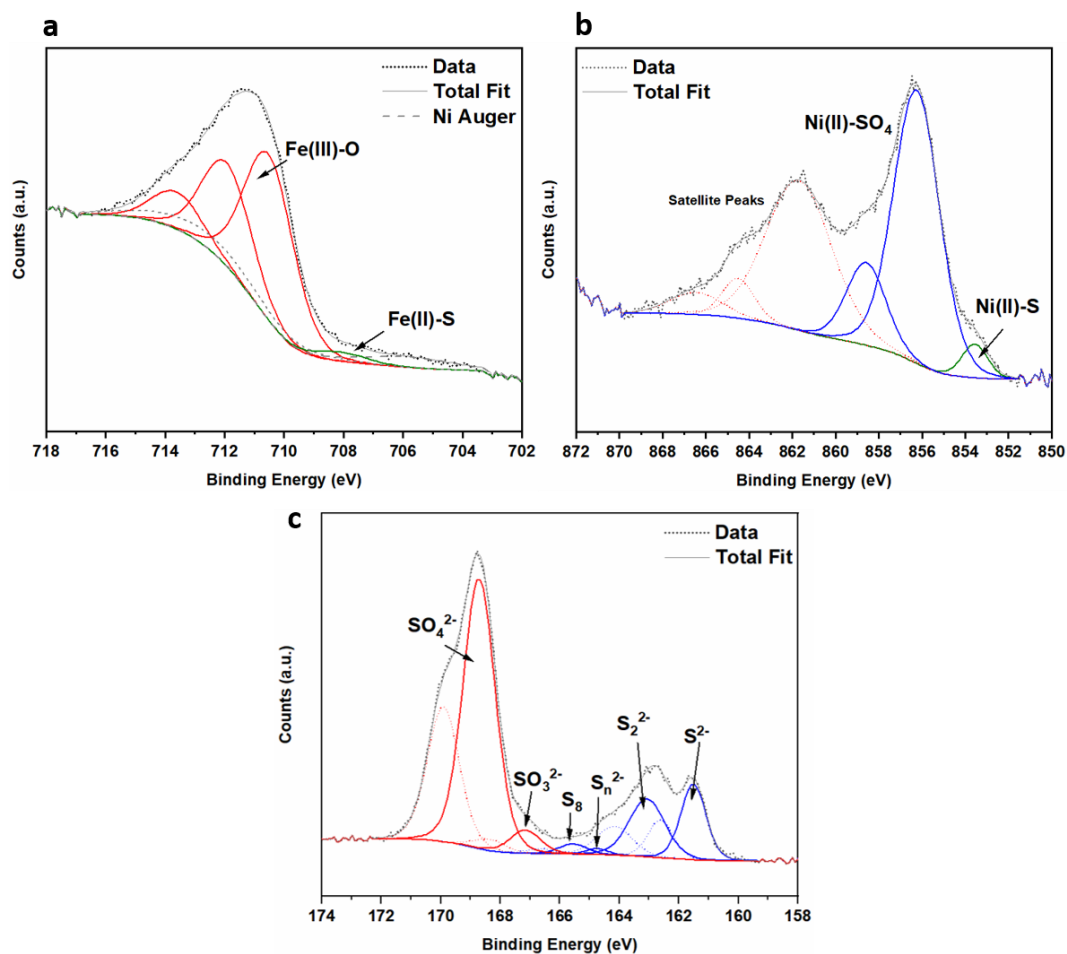 a
Data
Total Fit
Ni Auger
Fe(III)-O
Fe(II)-S
Counts (a.u.)
718 716 714 712 710 708 706 704 702
Binding Energy (eV)
b
Data
Total Fit
Ni(II)-SO₄
Satellite Peaks
Ni(II)-S
Counts (a.u.)
872 870 868 866 864 862 860 858 856 854 852 850
Binding Energy (eV)
c
Data
Total Fit
SO₄²⁻
SO₃²⁻
S₈
Sₙ²⁻
S₂²⁻
S²⁻
Counts (a.u.)
174 172 170 168 166 164 162 160 158
Binding Energy (eV)